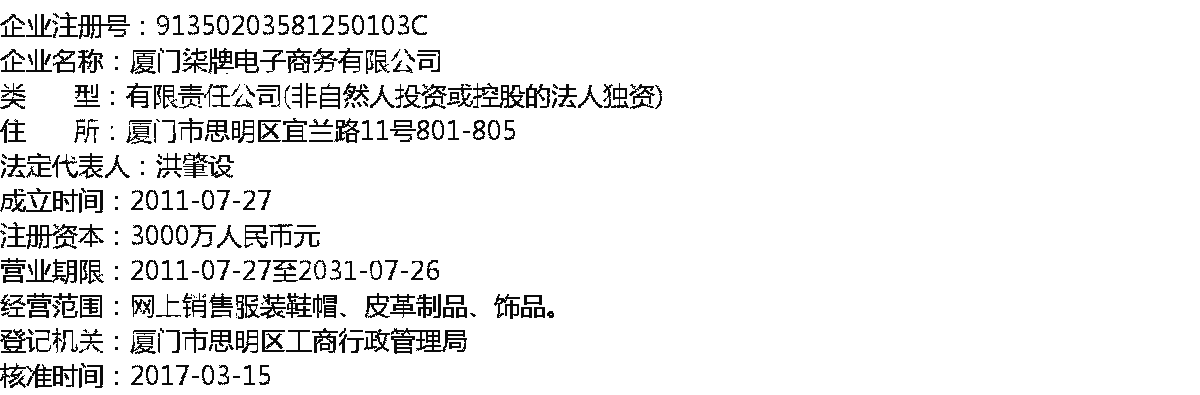 企业注册号：91350203581250103C
企业名称：厦门柒牌电子商务有限公司
类　　型：有限责任公司(非自然人投资或控股的法人独资)
住　　所：厦门市思明区宜兰路11号801-805
法定代表人：洪肇设
成立时间：2011-07-27
注册资本：3000万人民币元
营业期限：2011-07-27至2031-07-26
经营范围：网上销售服装鞋帽、皮革制品、饰品。
登记机关：厦门市思明区工商行政管理局
核准时间：2017-03-15